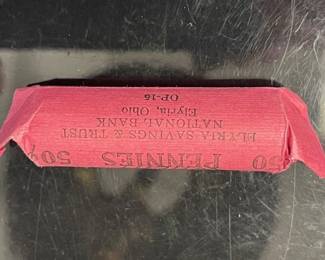 50 PENNIES 50¢
ELYRIA SAVINGS & TRUST
NATIONAL BANK
Elyria, Ohio
OP-16